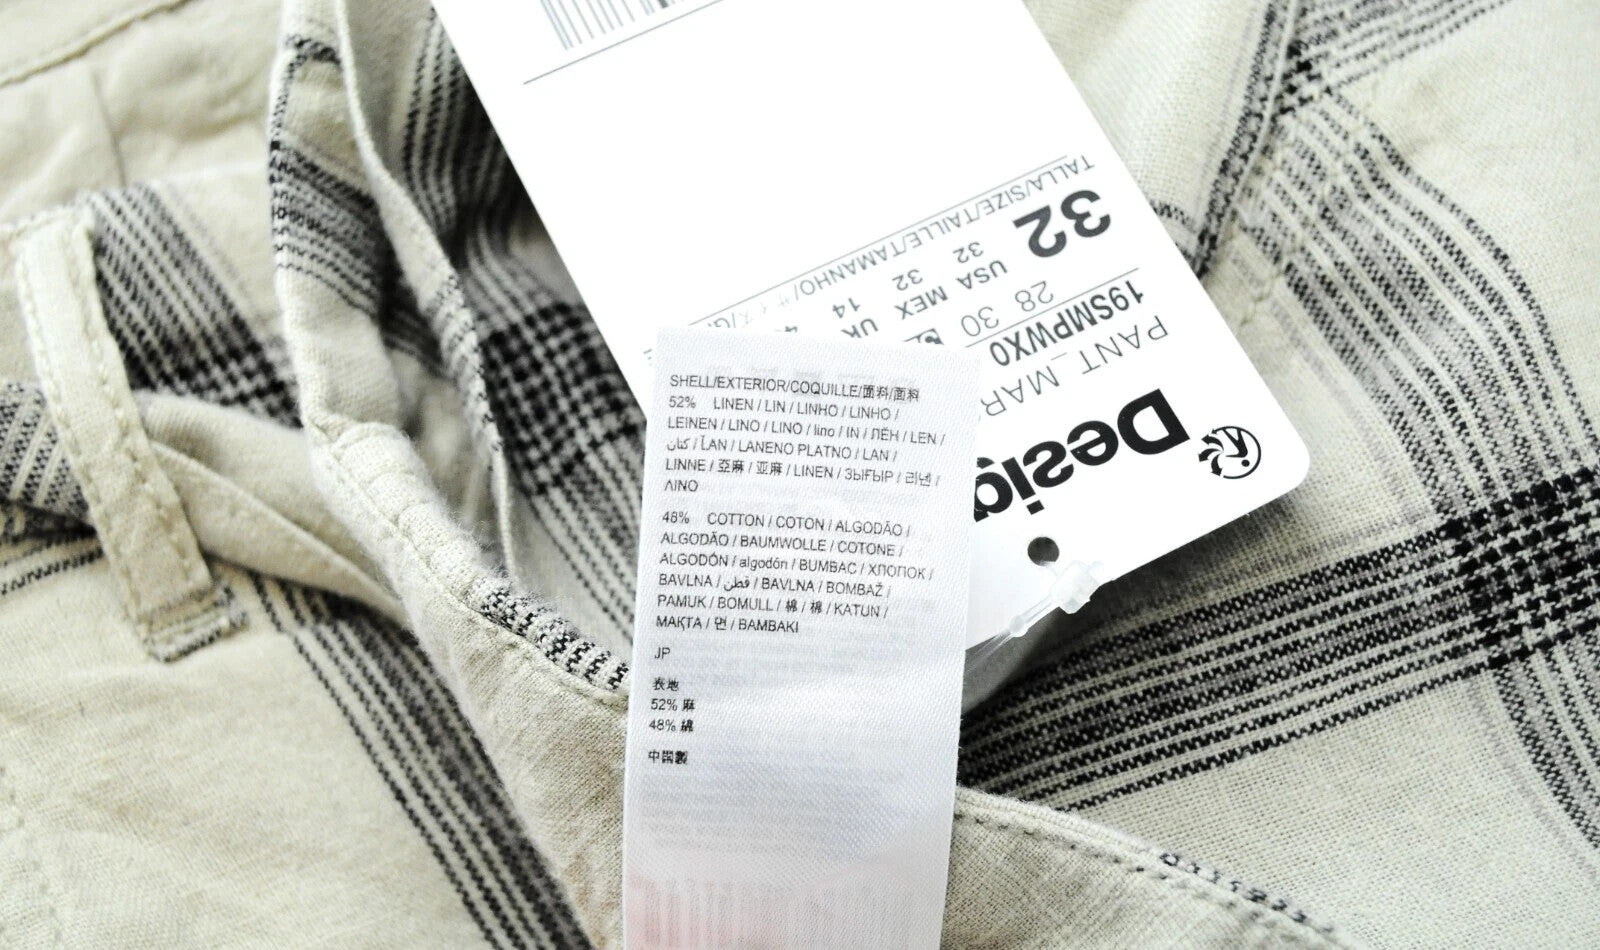 Desig
PANT_MAR
19SMPWX0
28
30
32
USA
32
MEX
32
UK
14
TALLA/SIZE/TAILLE/TAMANHO/
SHELL/EXTERIOR/COQUILLE/面料/面料
52% LINEN / LIN / LINHO / LINHO /
LEINEN / LINO / LINO / lino / IN / ЛЁН / LEN /
كتان / ĽAN / LANENO PLATNO / LAN /
LINNE / 亞麻 / 亚麻 / LINEN / ЗЫҒЫР / 리넨 /
ΛΙΝΟ
48% COTTON / COTON / ALGODÃO /
ALGODÃO / BAUMWOLLE / COTONE /
ALGODÓN / algodón / BUMBAC / ХЛОПОК /
BAVLNA / قطن / BAVLNA / BOMBAŽ /
PAMUK / BOMULL / 棉 / 棉 / KATUN /
МАҚТА / 면 / ΒΑΜΒΑΚΙ
JP
表地
52% 麻
48% 綿
中国製